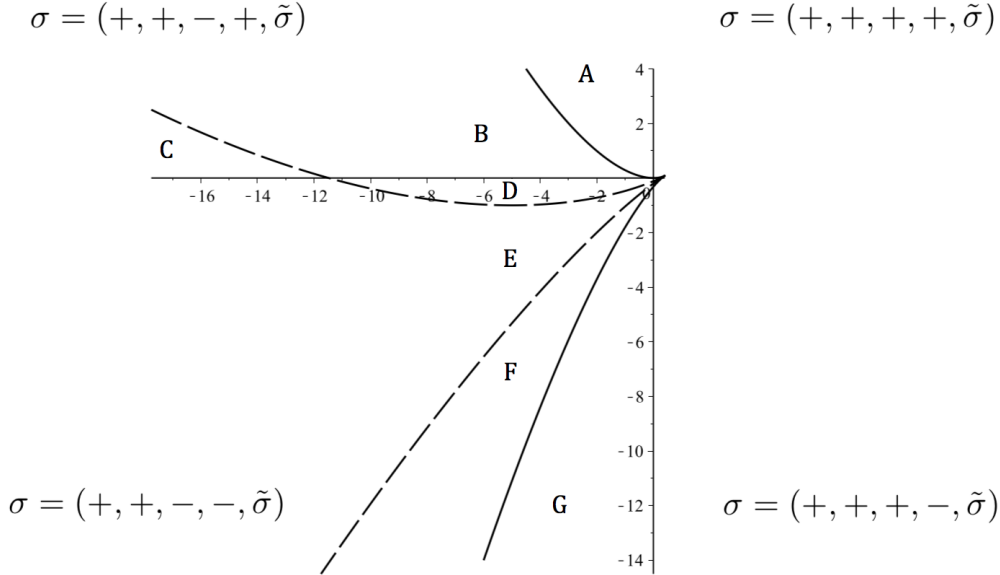 σ = (+, +, −, +, σ̃)
σ = (+, +, +, +, σ̃)
4
A
2
B
C
-16
-14
-12
-10
-8
-6
-4
-2
0
D
-2
E
-4
-6
F
-8
-10
-12
G
-14
σ = (+, +, −, −, σ̃)
σ = (+, +, +, −, σ̃)